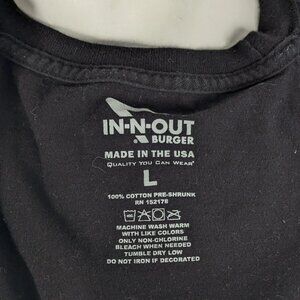 IN-N-OUT
BURGER
MADE IN THE USA
QUALITY YOU CAN WEAR®
L
100% COTTON PRE-SHRUNK
RN 152178
MACHINE WASH WARM
WITH LIKE COLORS
ONLY NON-CHLORINE
BLEACH WHEN NEEDED
TUMBLE DRY LOW
DO NOT IRON IF DECORATED